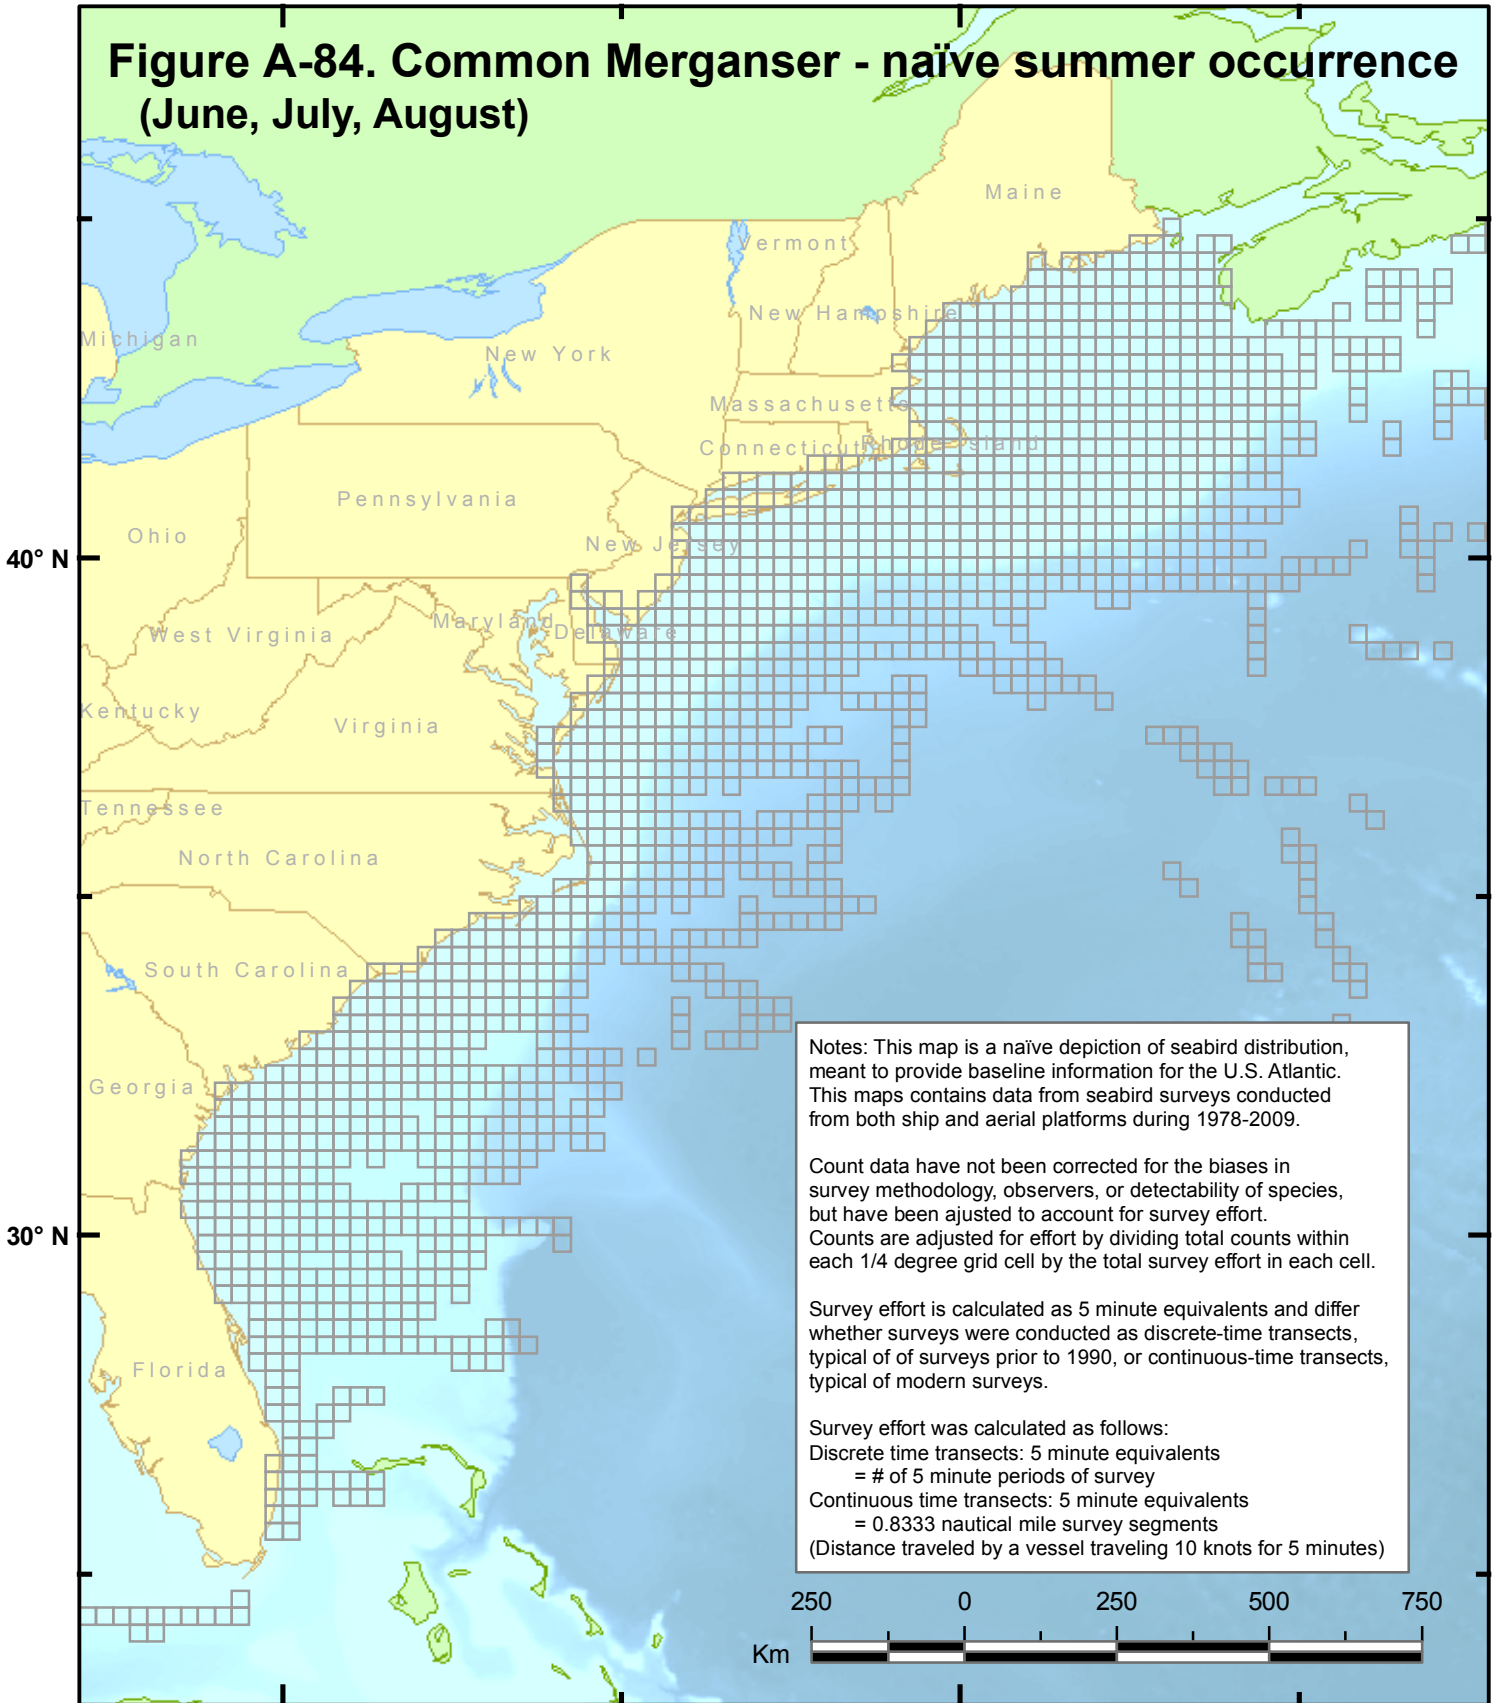 Figure A-84. Common Merganser - naïve summer occurrence
(June, July, August)
Maine
Vermont
New Hampshire
Michigan
New York
Massachusetts
Connecticut
Rhode Island
Pennsylvania
Ohio
New Jersey
40° N
West Virginia
Maryland
Delaware
Kentucky
Virginia
Tennessee
North Carolina
South Carolina
Georgia
30° N
Florida
Notes: This map is a naïve depiction of seabird distribution,
meant to provide baseline information for the U.S. Atlantic.
This maps contains data from seabird surveys conducted
from both ship and aerial platforms during 1978-2009.
Count data have not been corrected for the biases in
survey methodology, observers, or detectability of species,
but have been ajusted to account for survey effort.
Counts are adjusted for effort by dividing total counts within
each 1/4 degree grid cell by the total survey effort in each cell.
Survey effort is calculated as 5 minute equivalents and differ
whether surveys were conducted as discrete-time transects,
typical of of surveys prior to 1990, or continuous-time transects,
typical of modern surveys.
Survey effort was calculated as follows:
Discrete time transects: 5 minute equivalents
= # of 5 minute periods of survey
Continuous time transects: 5 minute equivalents
= 0.8333 nautical mile survey segments
(Distance traveled by a vessel traveling 10 knots for 5 minutes)
250 0 250 500 750
Km